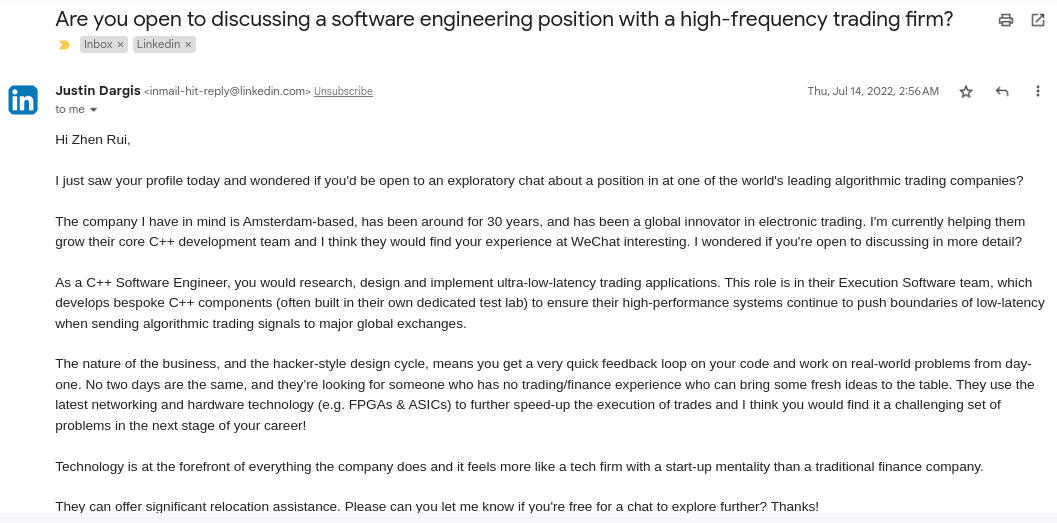 Are you open to discussing a software engineering position with a high-frequency trading firm?
Inbox × Linkedin ×
in
Justin Dargis <inmail-hit-reply@linkedin.com> Unsubscribe
Thu, Jul 14, 2022, 2:56 AM
to me
Hi Zhen Rui,
I just saw your profile today and wondered if you'd be open to an exploratory chat about a position in at one of the world's leading algorithmic trading companies?
The company I have in mind is Amsterdam-based, has been around for 30 years, and has been a global innovator in electronic trading. I'm currently helping them
grow their core C++ development team and I think they would find your experience at WeChat interesting. I wondered if you're open to discussing in more detail?
As a C++ Software Engineer, you would research, design and implement ultra-low-latency trading applications. This role is in their Execution Software team, which
develops bespoke C++ components (often built in their own dedicated test lab) to ensure their high-performance systems continue to push boundaries of low-latency
when sending algorithmic trading signals to major global exchanges.
The nature of the business, and the hacker-style design cycle, means you get a very quick feedback loop on your code and work on real-world problems from day-
one. No two days are the same, and they’re looking for someone who has no trading/finance experience who can bring some fresh ideas to the table. They use the
latest networking and hardware technology (e.g. FPGAs & ASICs) to further speed-up the execution of trades and I think you would find it a challenging set of
problems in the next stage of your career!
Technology is at the forefront of everything the company does and it feels more like a tech firm with a start-up mentality than a traditional finance company.
They can offer significant relocation assistance. Please can you let me know if you're free for a chat to explore further? Thanks!